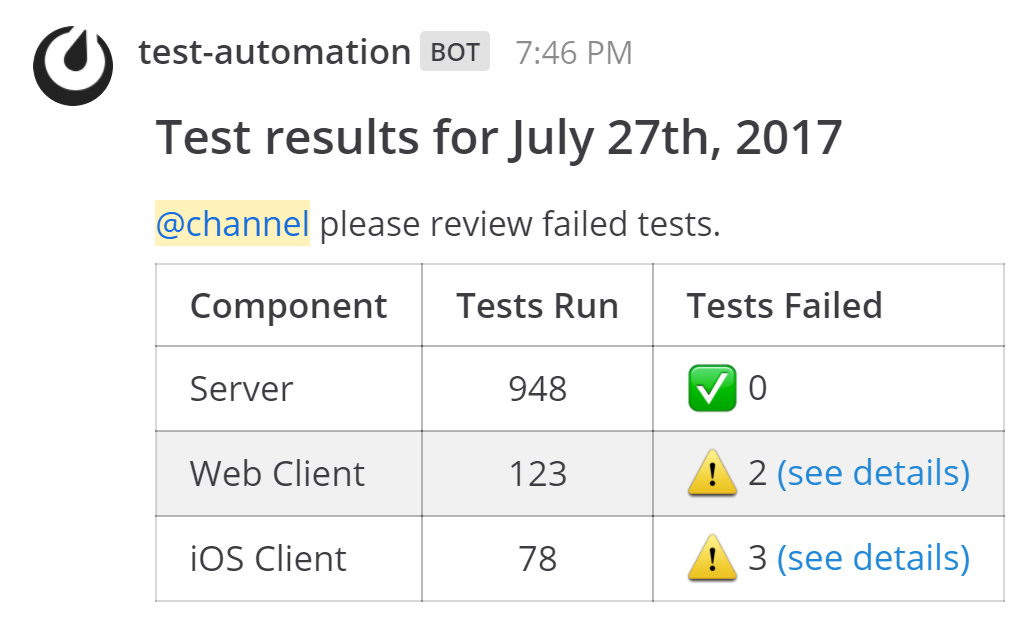 test-automation BOT 7:46 PM
Test results for July 27th, 2017
@channel please review failed tests.
Component Tests Run Tests Failed
Server 948 ✅ 0
Web Client 123 ⚠️ 2 (see details)
iOS Client 78 ⚠️ 3 (see details)